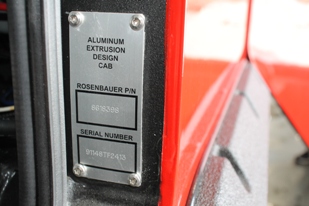 ALUMINUM
EXTRUSION
DESIGN
CAB
ROSENBAUER P/N
SERIAL NUMBER